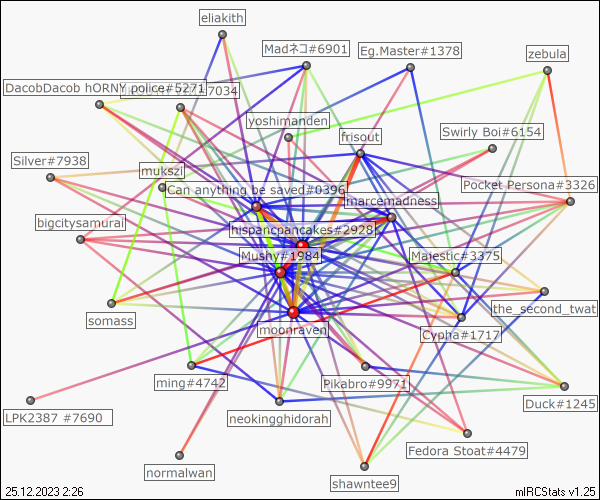 eliakith
Madネコ#6901
Eg.Master#1378
zebula
DacobDacob hORNY police#5271
7034
yoshimanden
frisout
Swirly Boi#6154
Silver#7938
mukszi
Can anything be saved#0396
Pocket Persona#3326
marcemadness
bigcitysamurai
hispanicpancakes#2928
Mushy#1984
Majestic#3375
somass
moonraven
the_second_twat
Cypha#1717
ming#4742
Pikabro#9971
LPK2387 #7690
neokingghidorah
Duck#1245
Fedora Stoat#4479
normalwan
shawntee9
25.12.2023 2:26
mIRCStats v1.25